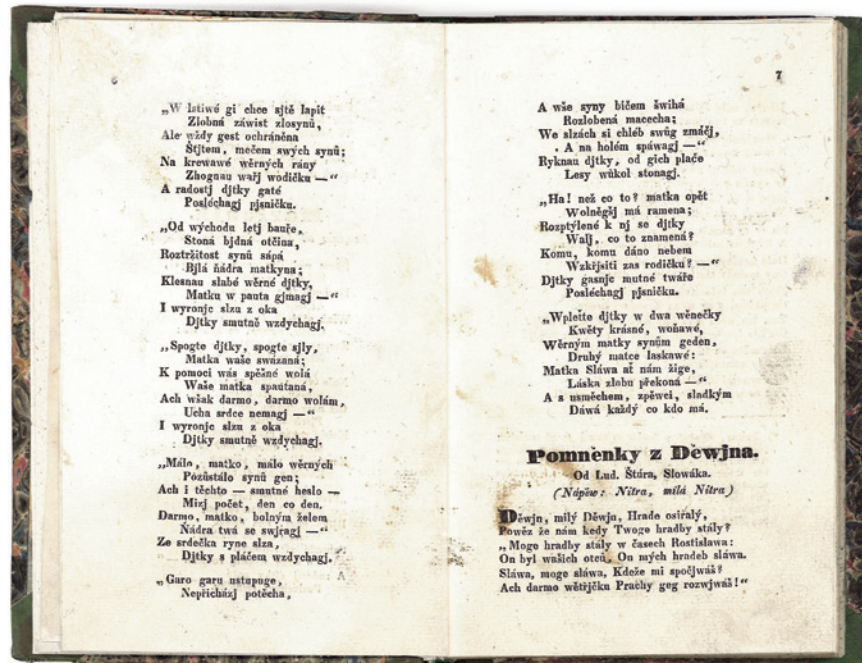 6
„W lstiwé gi chce sjtě lapit
Zlobná záwist zlosynů,
Ale wždy gest ochráněna
Štjtem, mečem swých synů;
Na krewawé wěrných rány
Zhognau wařj wodičku —“
A radostj djtky gaté
Posléchagj pjsničku.
„Od wýchodu letj bauře,
Stoná bjdná otčina,
Roztržitost synů sápá
Bjlá ňádra matkyna;
Klesnau slabé wěrné djtky,
Matku w pauta gjmagj —“
I wyronjc slzu z oka
Djtky smutně wzdychagj.
„Spogte djtky, spogte sjly,
Matka waše swázaná;
K pomoci wás spěšně wolá
Waše matka spautaná,
Ach wšak darmo, darmo wolám,
Ucha srdce nemagj —“
I wyronjc slzu z oka
Djtky smutně wzdychagj.
„Málo, matko, málo wěrných
Pozůstálo synů gen;
Ach i těchto — smutné heslo —
Mizj počet, den co den.
Darmo, matko, bolným želem
Ňádra twá se swjragj —“
Ze srdečka ryne slza,
Djtky s pláčem wzdychagj.
„Garo garu ustupuge,
Nepřicházj potěcha,
7
A wše syny bičem šwihá
Rozlobená macecha;
We slzách si chléb swůg zmáčj,
A na holém spáwagj —“
Ryknau djtky, od gich pláče
Lesy wůkol stonagj.
„Ha! než co to? matka opět
Wolněgšj má ramena;
Rozptýlené k nj se djtky
Walj, co to znamená?
Komu, komu dáno nebem
Wzkřjsiti zas rodičku? —“
Djtky gasnjc mutné twáře
Posléchagj pjsničku.
„Wpleťte djtky w dwa wěnečky
Kwěty krásné, woňawé,
Wěrným matky synům geden,
Druhý matce laskawé:
Matka Sláwa ať nám žige,
Láska zlobu překoná —“
A s usměchem, zpěwci, sladkým
Dáwá každý co kdo má.
Pomněnky z Děwjna.
Od Lud. Štúra, Slowáka.
(Nápěw: Nitra, milá Nitra)
Děwjn, milý Děwjn, Hrade osiřalý,
Powěz že nám kedy Twoge hradby stály?
„Moge hradby stály w časech Rostislawa:
On byl wašich otců, On mých hradeb sláwa.
Sláwa, moge sláwa, Kdeže mi spočjwáš?
Ach darmo wětřjčku Prachy geg rozwjwáš!“